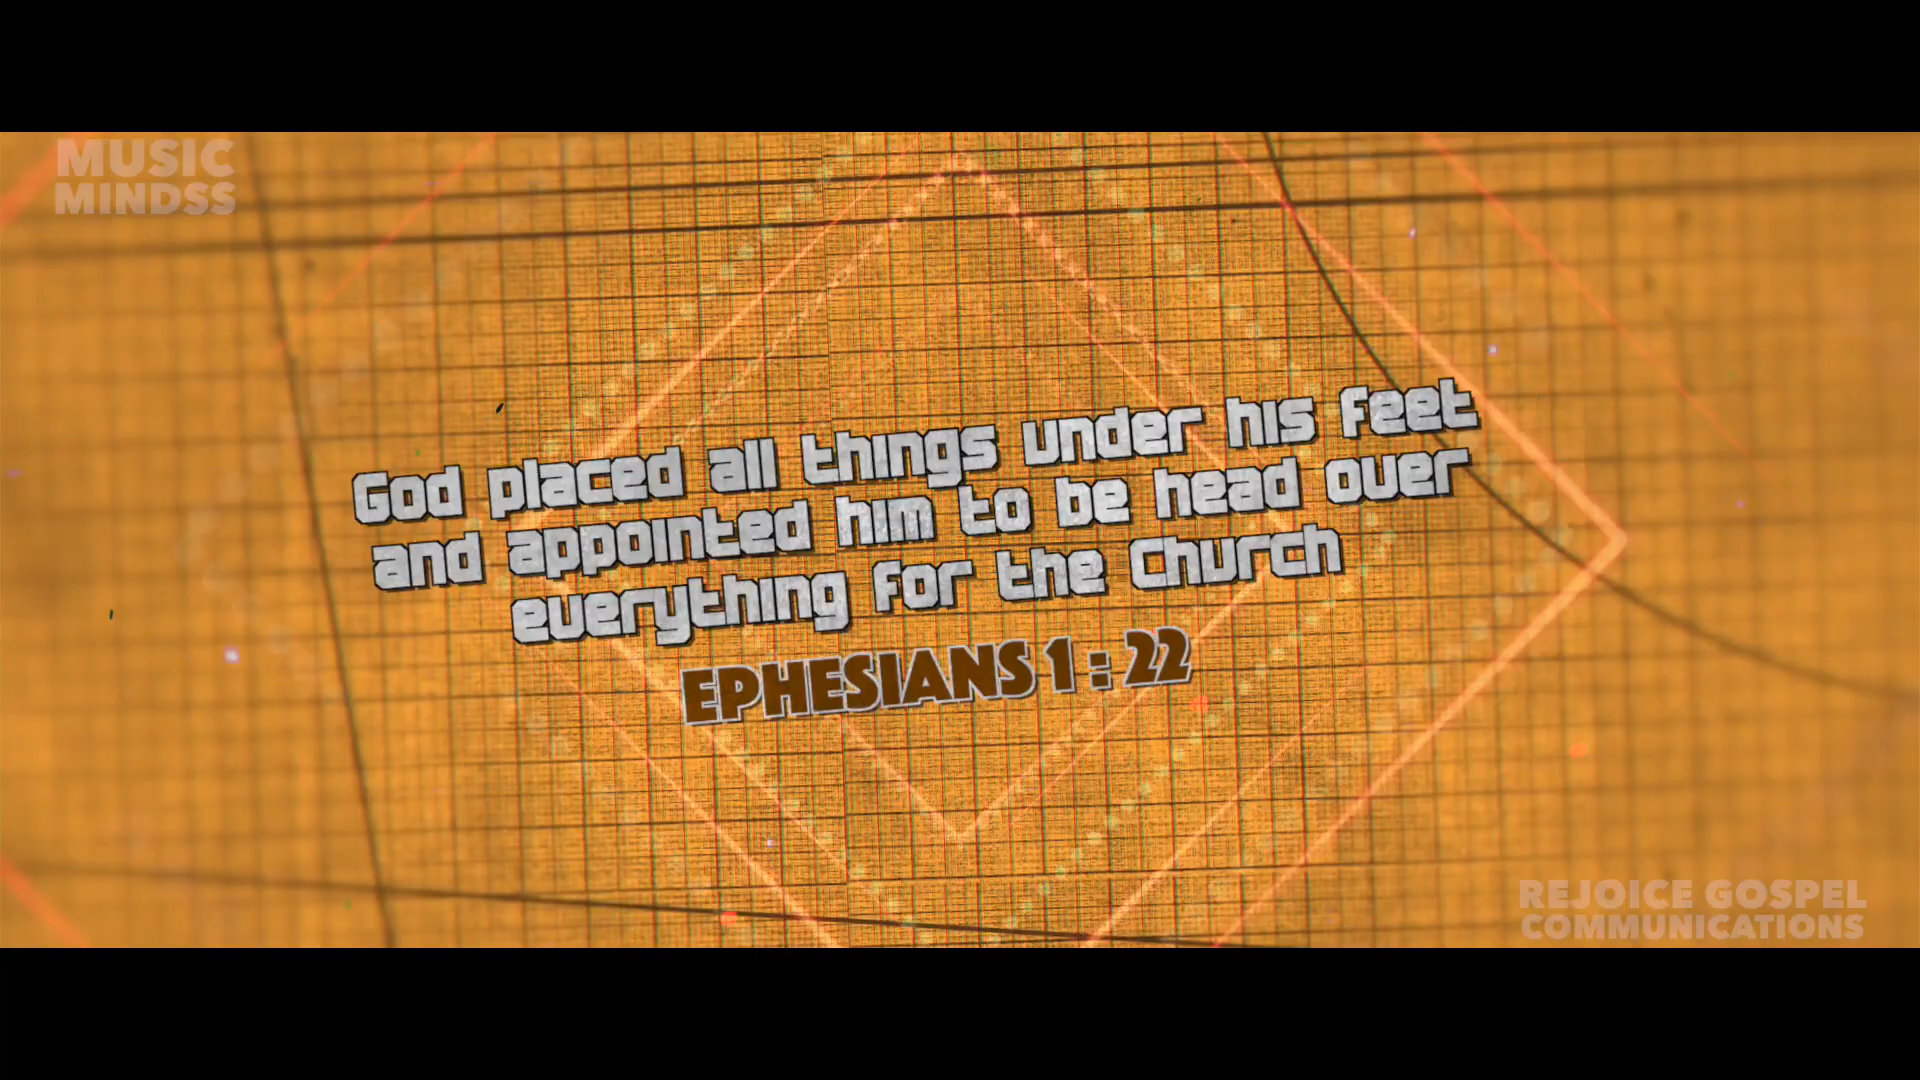 MUSIC
MINDSS
God placed all things under his feet
and appointed him to be head over
everything for the Church
EPHESIANS 1 : 22
REJOICE GOSPEL
COMMUNICATIONS